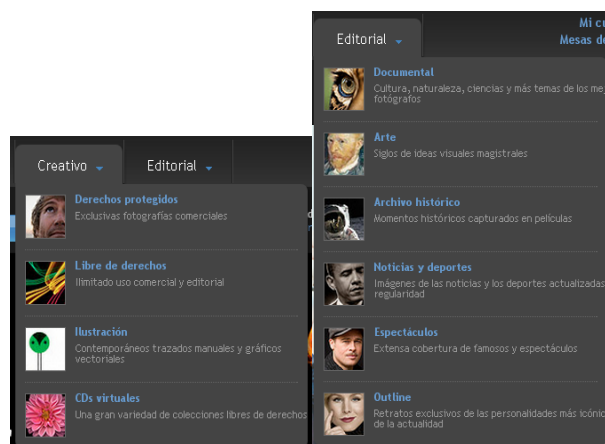 Creativo
Editorial
Derechos protegidos
Exclusivas fotografías comerciales
Libre de derechos
Ilimitado uso comercial y editorial
Ilustración
Contemporáneos trazados manuales y gráficos
vectoriales
CDs virtuales
Una gran variedad de colecciones libres de derechos
Editorial
Mi
Mesas
Documental
Cultura, naturaleza, ciencias y más temas de los
fotógrafos
Arte
Siglos de ideas visuales magistrales
Archivo histórico
Momentos históricos capturados en películas
Noticias y deportes
Imágenes de las noticias y los deportes actualizadas
regularidad
Espectáculos
Extensa cobertura de famosos y espectáculos
Outline
Retratos exclusivos de las personalidades más
de la actualidad